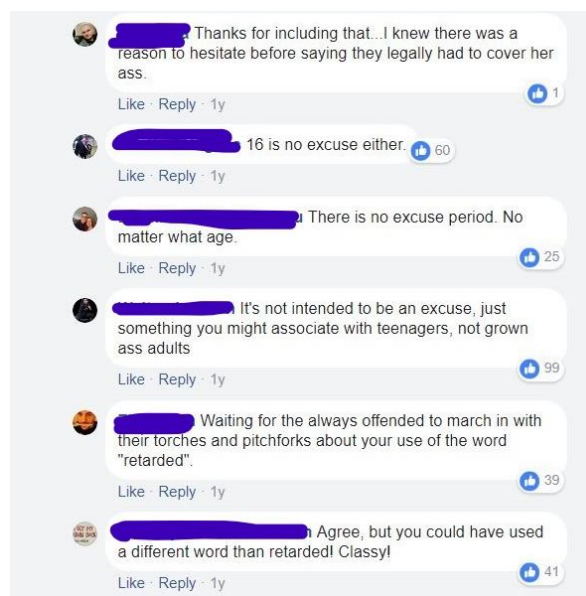 Thanks for including that...I knew there was a
reason to hesitate before saying they legally had to cover her
ass.
1
Like · Reply · 1y
16 is no excuse either. 60
Like · Reply · 1y
There is no excuse period. No
matter what age.
25
Like · Reply · 1y
It's not intended to be an excuse, just
something you might associate with teenagers, not grown
ass adults
99
Like · Reply · 1y
Waiting for the always offended to march in with
their torches and pitchforks about your use of the word
"retarded".
39
Like · Reply · 1y
Agree, but you could have used
a different word than retarded! Classy!
41
Like · Reply · 1y